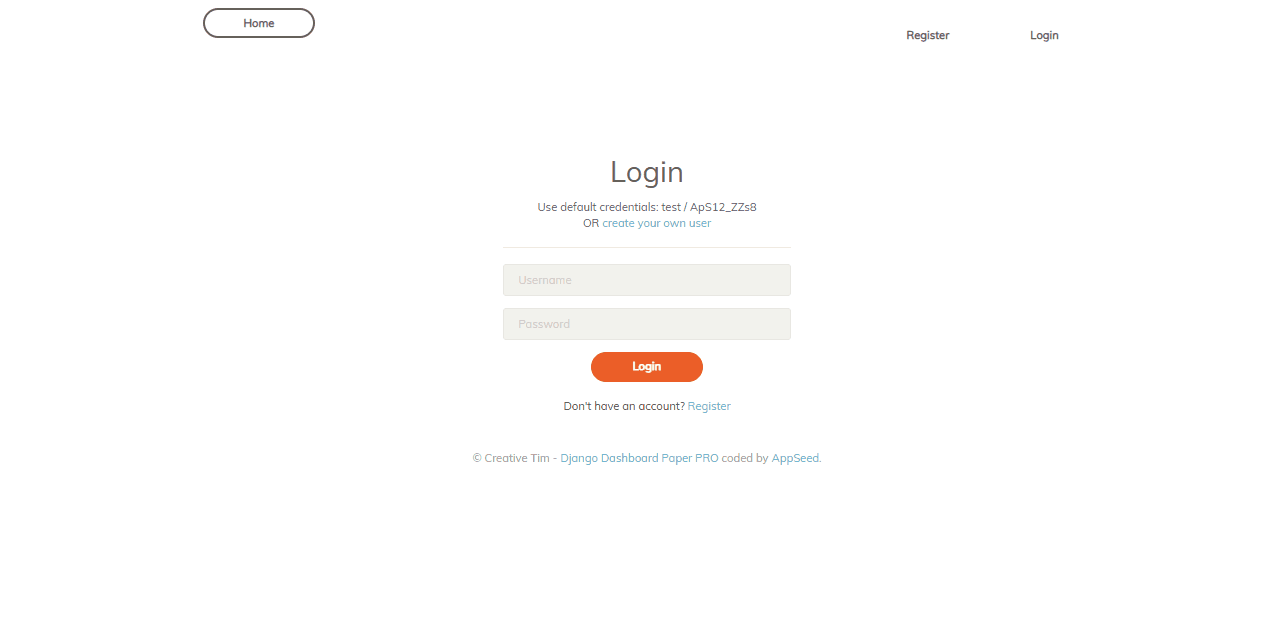 Home
Register
Login
Login
Use default credentials: test / ApS12_ZZs8
OR create your own user
Username
Password
Login
Don't have an account? Register
© Creative Tim - Django Dashboard Paper PRO coded by AppSeed.